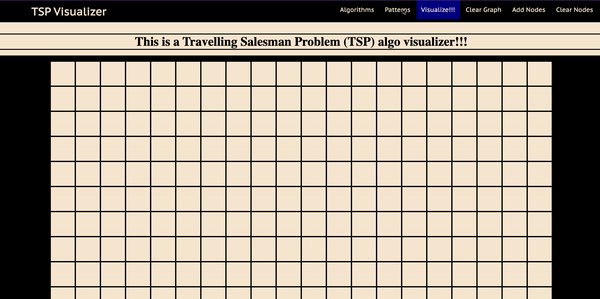 TSP Visualizer Algorithms Patterns Visualize!!! Clear Graph Add Nodes Clear Nodes
This is a Travelling Salesman Problem (TSP) algo visualizer!!!